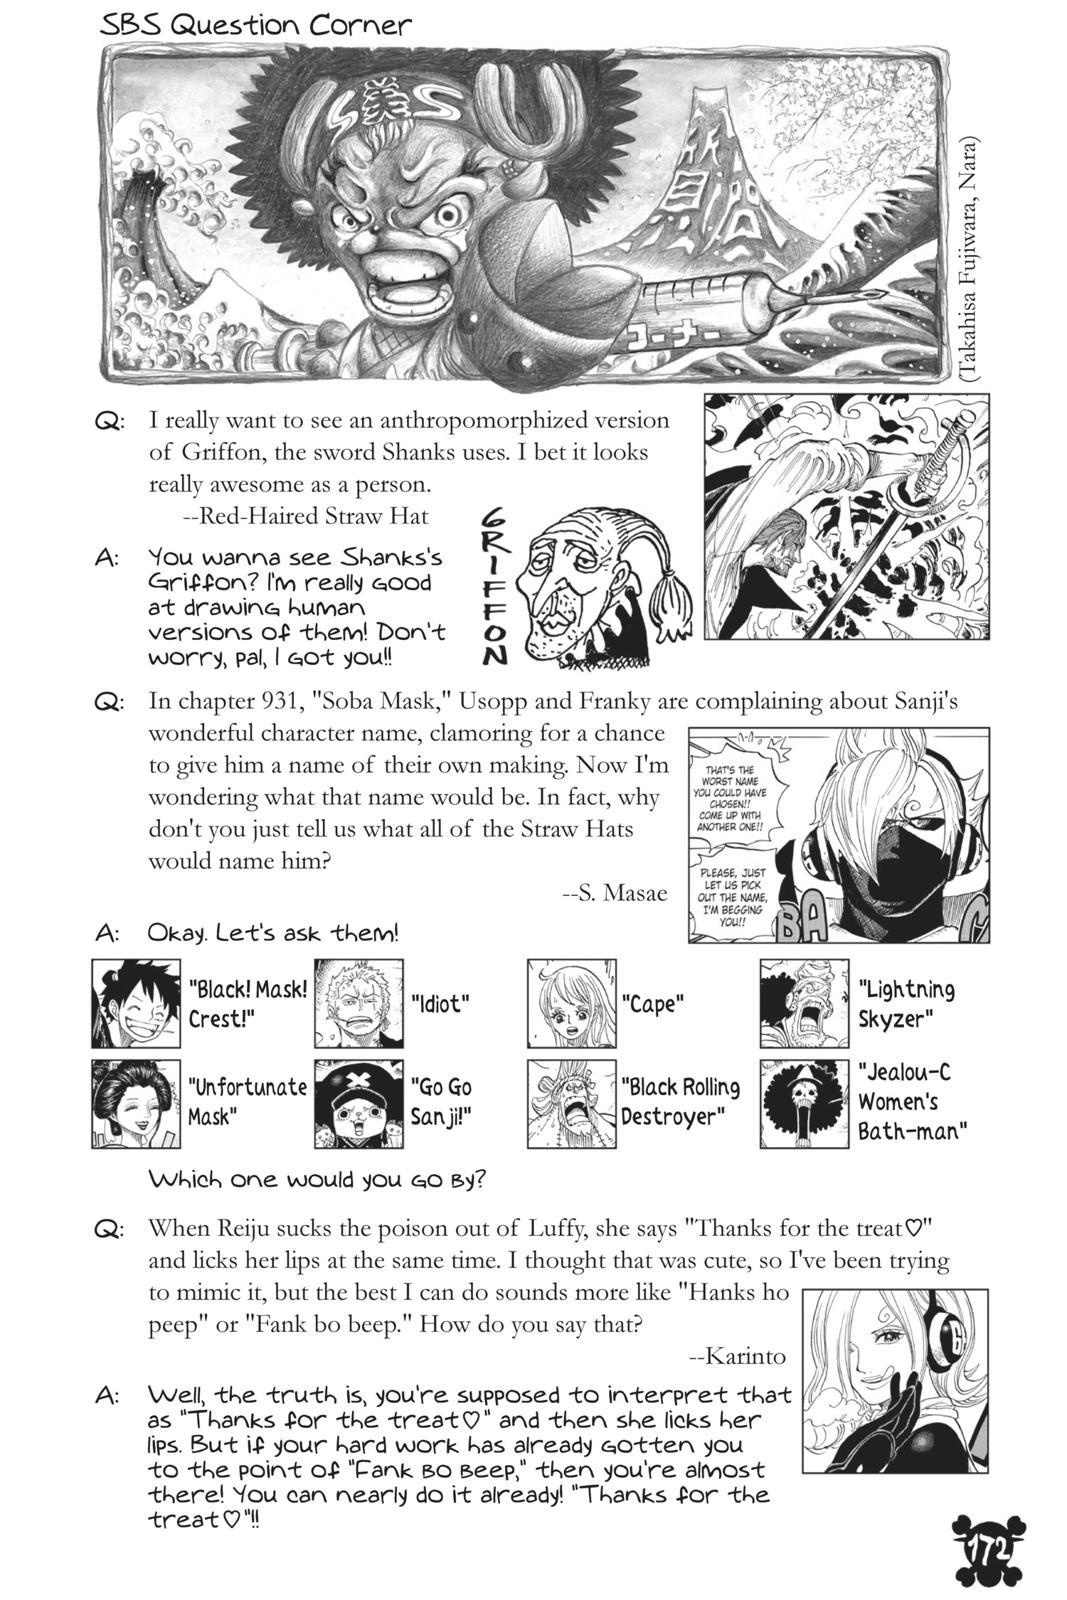 SBS Question Corner
SBS
コーナー
(Takahisa Fujiwara, Nara)
Q: I really want to see an anthropomorphized version
of Griffon, the sword Shanks uses. I bet it looks
really awesome as a person.
--Red-Haired Straw Hat
A: You wanna see Shanks's
Griffon? I'm really good
at drawing human
versions of them! Don't
worry, pal, I got you!!
GRIFFON
Q: In chapter 931, "Soba Mask," Usopp and Franky are complaining about Sanji's
wonderful character name, clamoring for a chance
to give him a name of their own making. Now I'm
wondering what that name would be. In fact, why
don't you just tell us what all of the Straw Hats
would name him?
--S. Masae
THAT'S THE
WORST NAME
YOU COULD HAVE
CHOSEN!!
COME UP WITH
ANOTHER ONE!!
PLEASE, JUST
LET US PICK
OUT THE NAME,
I'M BEGGING
YOU!!
BA
A: Okay. Let's ask them!
"Black! Mask!
Crest!"
"Idiot"
"Cape"
"Lightning
Skyzer"
"Unfortunate
Mask"
"Go Go
Sanji!"
"Black Rolling
Destroyer"
"Jealou-C
Women's
Bath-man"
Which one would you go by?
Q: When Reiju sucks the poison out of Luffy, she says "Thanks for the treat♡"
and licks her lips at the same time. I thought that was cute, so I've been trying
to mimic it, but the best I can do sounds more like "Hanks ho
peep" or "Fank bo beep." How do you say that?
--Karinto
A: Well, the truth is, you're supposed to interpret that
as "Thanks for the treat♡" and then she licks her
lips. But if your hard work has already gotten you
to the point of "Fank bo beep," then you're almost
there! You can nearly do it already! "Thanks for the
treat♡"!!
172